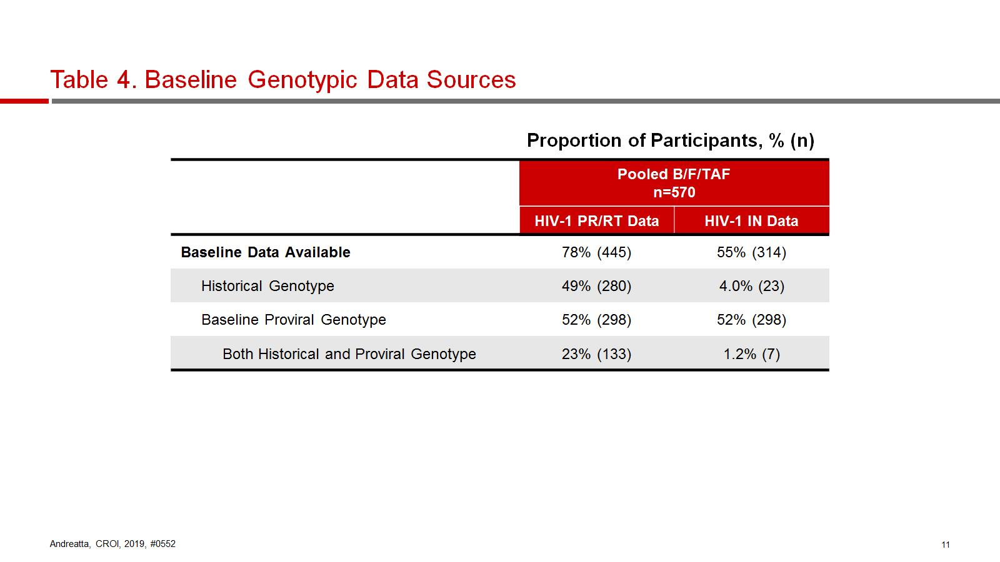 Table 4. Baseline Genotypic Data Sources
Proportion of Participants, % (n)
Pooled B/F/TAF
n=570
HIV-1 PR/RT Data HIV-1 IN Data
Baseline Data Available 78% (445) 55% (314)
Historical Genotype 49% (280) 4.0% (23)
Baseline Proviral Genotype 52% (298) 52% (298)
Both Historical and Proviral Genotype 23% (133) 1.2% (7)
Andreatta, CROI, 2019, #0552 11